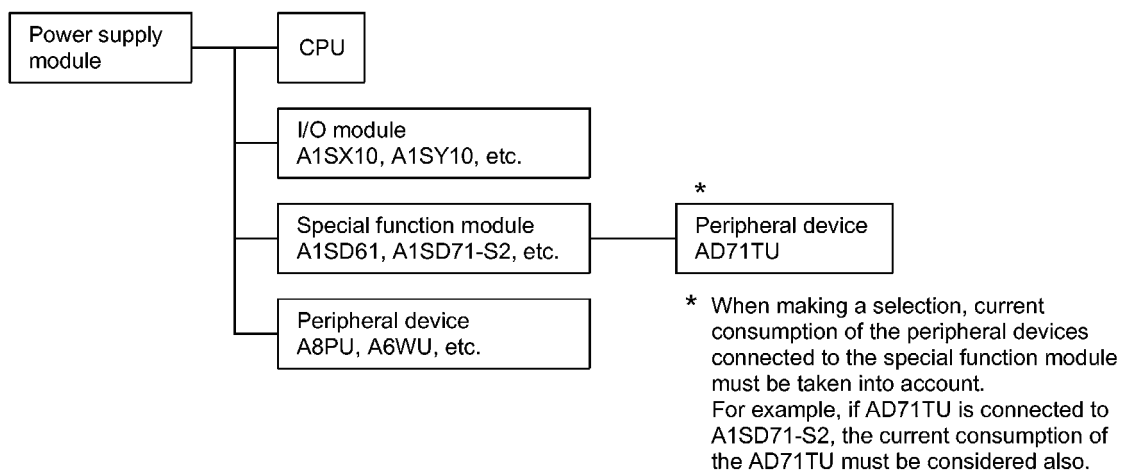 Power supply
module
CPU
I/O module
A1SX10, A1SY10, etc.
Special function module
A1SD61, A1SD71-S2, etc.
*
Peripheral device
AD71TU
Peripheral device
A8PU, A6WU, etc.
* When making a selection, current
consumption of the peripheral devices
connected to the special function module
must be taken into account.
For example, if AD71TU is connected to
A1SD71-S2, the current consumption of
the AD71TU must be considered also.